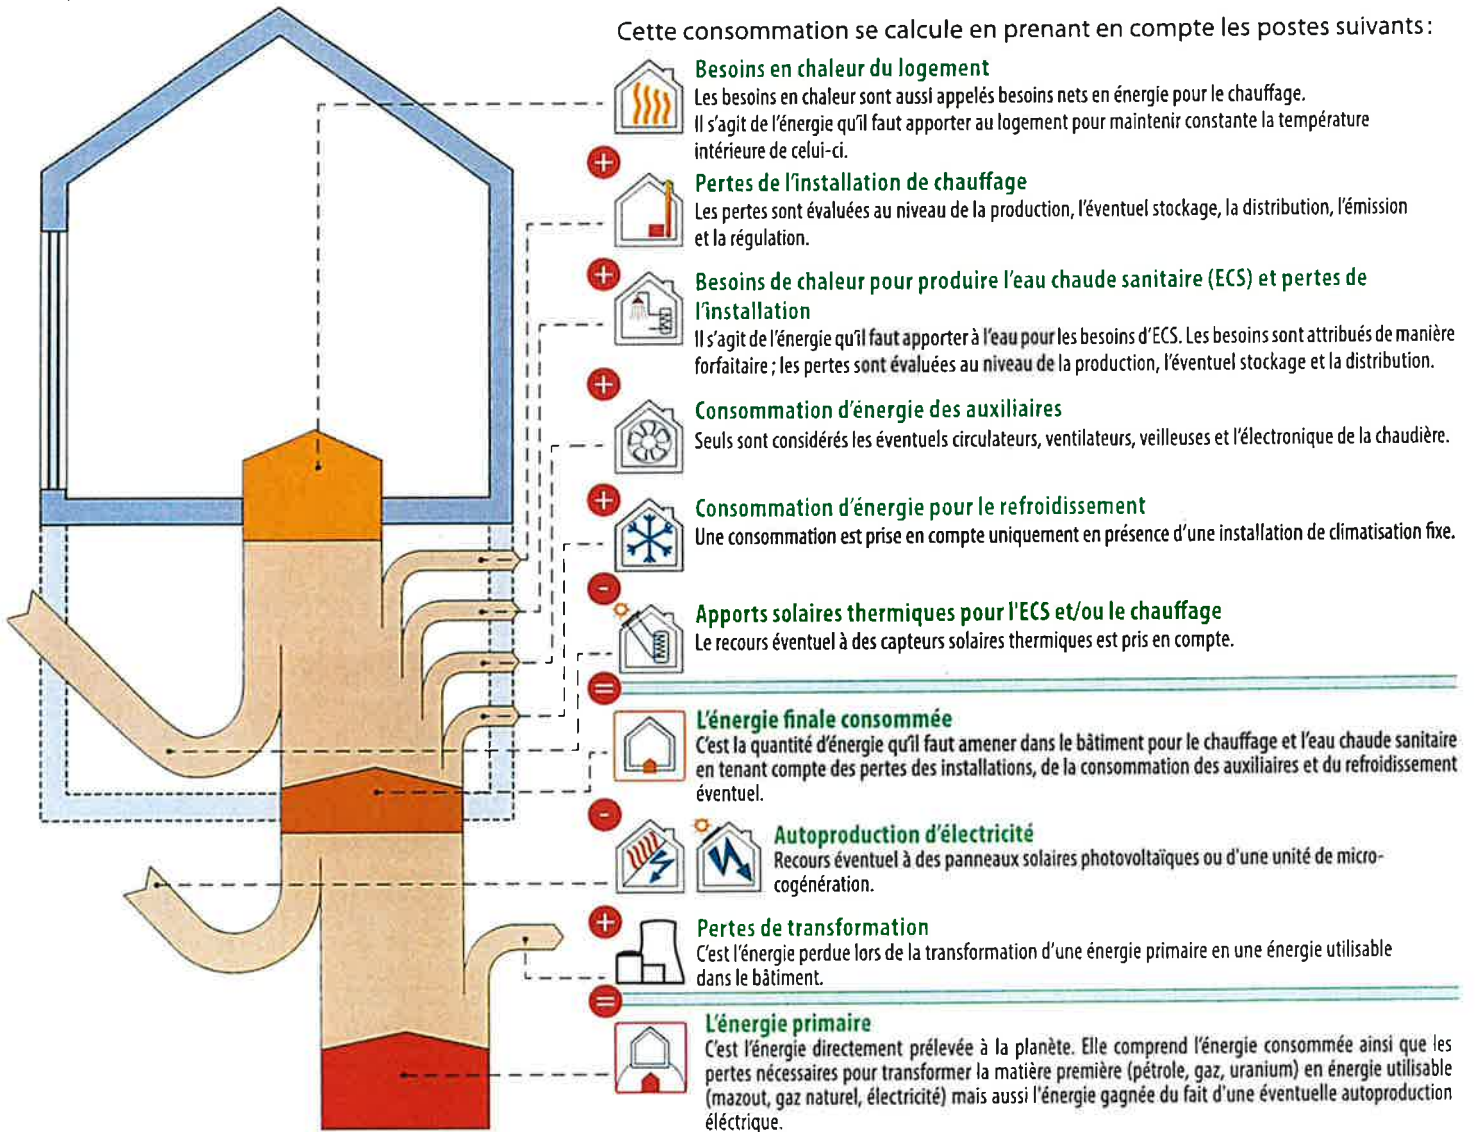 Cette consommation se calcule en prenant en compte les postes suivants :
Besoins en chaleur du logement
Les besoins en chaleur sont aussi appelés besoins nets en énergie pour le chauffage.
Il s'agit de l'énergie qu'il faut apporter au logement pour maintenir constante la température
intérieure de celui-ci.
+
Pertes de l'installation de chauffage
Les pertes sont évaluées au niveau de la production, l'éventuel stockage, la distribution, l'émission
et la régulation.
+
Besoins de chaleur pour produire l'eau chaude sanitaire (ECS) et pertes de
l'installation
Il s'agit de l'énergie qu'il faut apporter à l'eau pour les besoins d'ECS. Les besoins sont attribués de manière
forfaitaire ; les pertes sont évaluées au niveau de la production, l'éventuel stockage et la distribution.
+
Consommation d'énergie des auxiliaires
Seuls sont considérés les éventuels circulateurs, ventilateurs, veilleuses et l'électronique de la chaudière.
+
Consommation d'énergie pour le refroidissement
Une consommation est prise en compte uniquement en présence d'une installation de climatisation fixe.
-
Apports solaires thermiques pour l'ECS et/ou le chauffage
Le recours éventuel à des capteurs solaires thermiques est pris en compte.
=
L'énergie finale consommée
C'est la quantité d'énergie qu'il faut amener dans le bâtiment pour le chauffage et l'eau chaude sanitaire
en tenant compte des pertes des installations, de la consommation des auxiliaires et du refroidissement
éventuel.
-
Autoproduction d'électricité
Recours éventuel à des panneaux solaires photovoltaïques ou d'une unité de micro-
cogénération.
+
Pertes de transformation
C'est l'énergie perdue lors de la transformation d'une énergie primaire en une énergie utilisable
dans le bâtiment.
=
L'énergie primaire
C'est l'énergie directement prélevée à la planète. Elle comprend l'énergie consommée ainsi que les
pertes nécessaires pour transformer la matière première (pétrole, gaz, uranium) en énergie utilisable
(mazout, gaz naturel, électricité) mais aussi l'énergie gagnée du fait d'une éventuelle autoproduction
éléctrique.